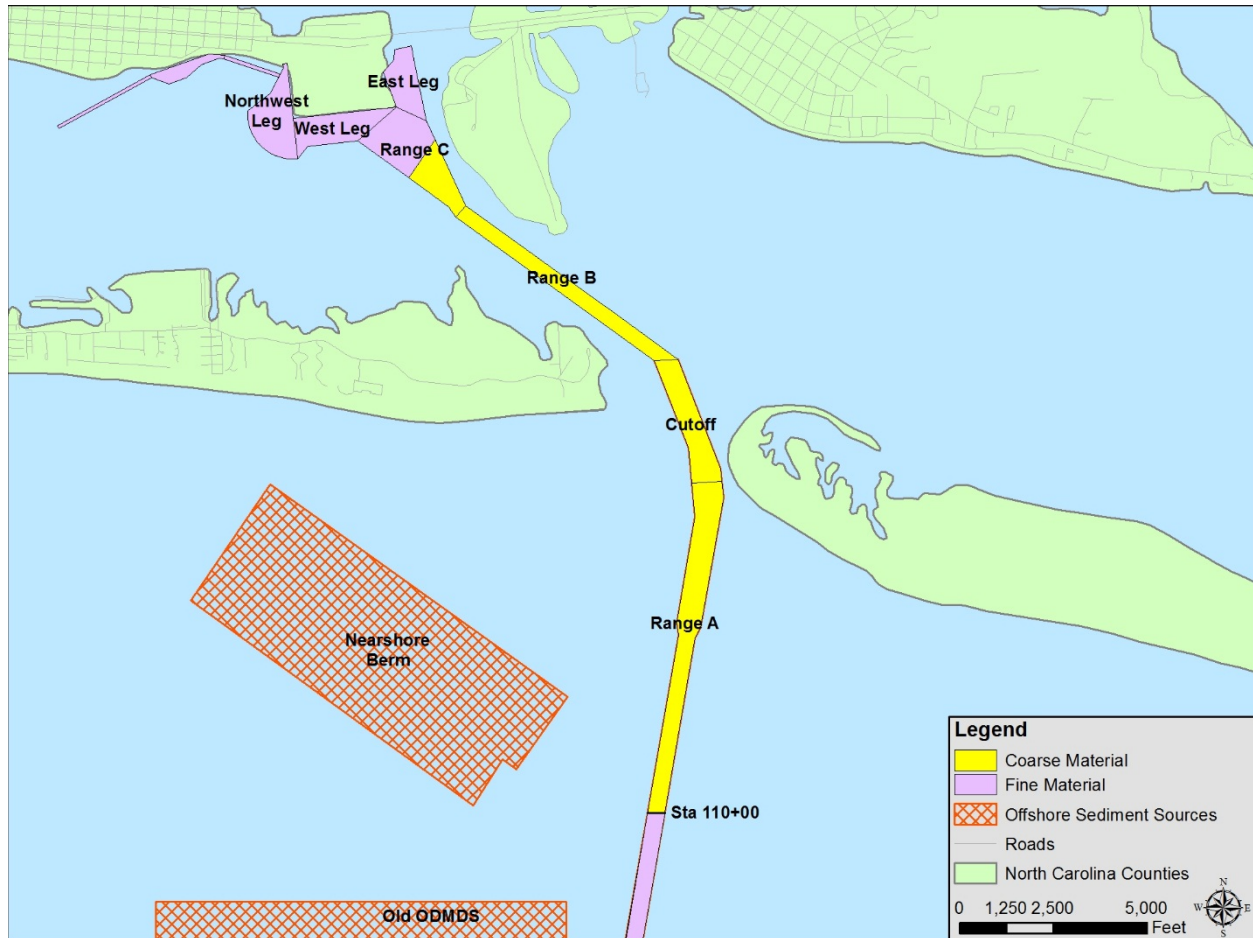 East Leg
Northwest
Leg
West Leg
Range C
Range B
Cutoff
Range A
Nearshore
Berm
Sta 110+00
Old ODMDS
Legend
Coarse Material
Fine Material
Offshore Sediment Sources
Roads
North Carolina Counties
0 1,250 2,500 5,000
Feet
N
W E
S